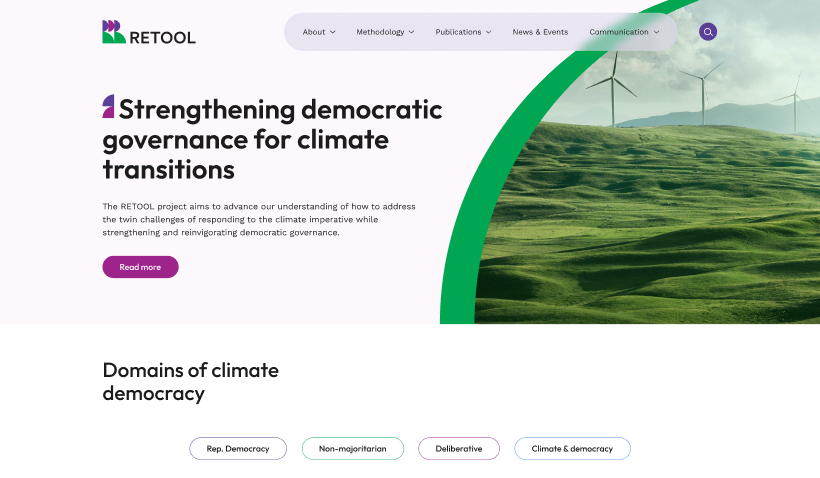 RETOOL
About
Methodology
Publications
News & Events
Communication
Strengthening democratic
governance for climate
transitions
The RETOOL project aims to advance our understanding of how to address
the twin challenges of responding to the climate imperative while
strengthening and reinvigorating democratic governance.
Read more
Domains of climate
democracy
Rep. Democracy
Non-majoritarian
Deliberative
Climate & democracy